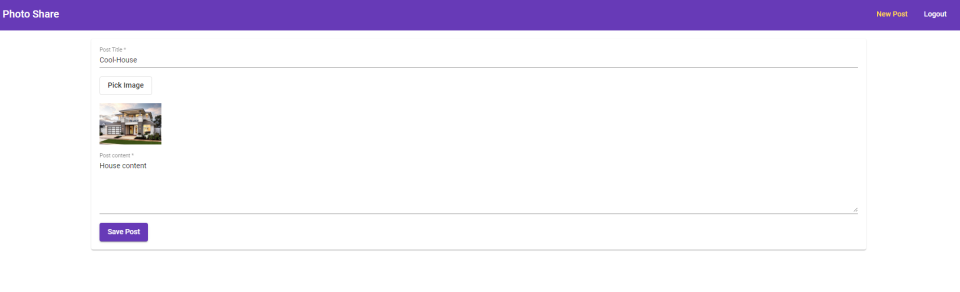 Photo Share
New Post
Logout
Post Title *
Cool-House
Pick Image
Post content *
House content
Save Post